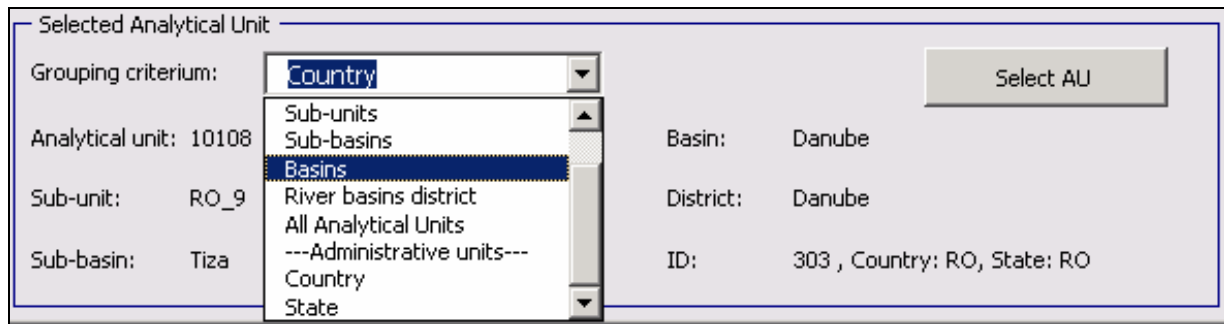 Selected Analytical Unit
Grouping criterium: Country Select AU
Sub-units
Sub-basins
Basins
River basins district
All Analytical Units
---Administrative units---
Country
State
Analytical unit: 10108 Basin: Danube
Sub-unit: RO_9 District: Danube
Sub-basin: Tiza ID: 303 , Country: RO, State: RO